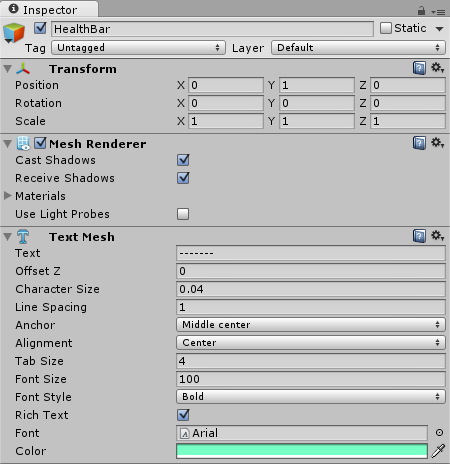 Inspector
HealthBar Static
Tag Untagged Layer Default
Transform
Position X 0 Y 1 Z 0
Rotation X 0 Y 0 Z 0
Scale X 1 Y 1 Z 1
Mesh Renderer
Cast Shadows
Receive Shadows
Materials
Use Light Probes
Text Mesh
Text -------
Offset Z 0
Character Size 0.04
Line Spacing 1
Anchor Middle center
Alignment Center
Tab Size 4
Font Size 100
Font Style Bold
Rich Text
Font Arial
Color